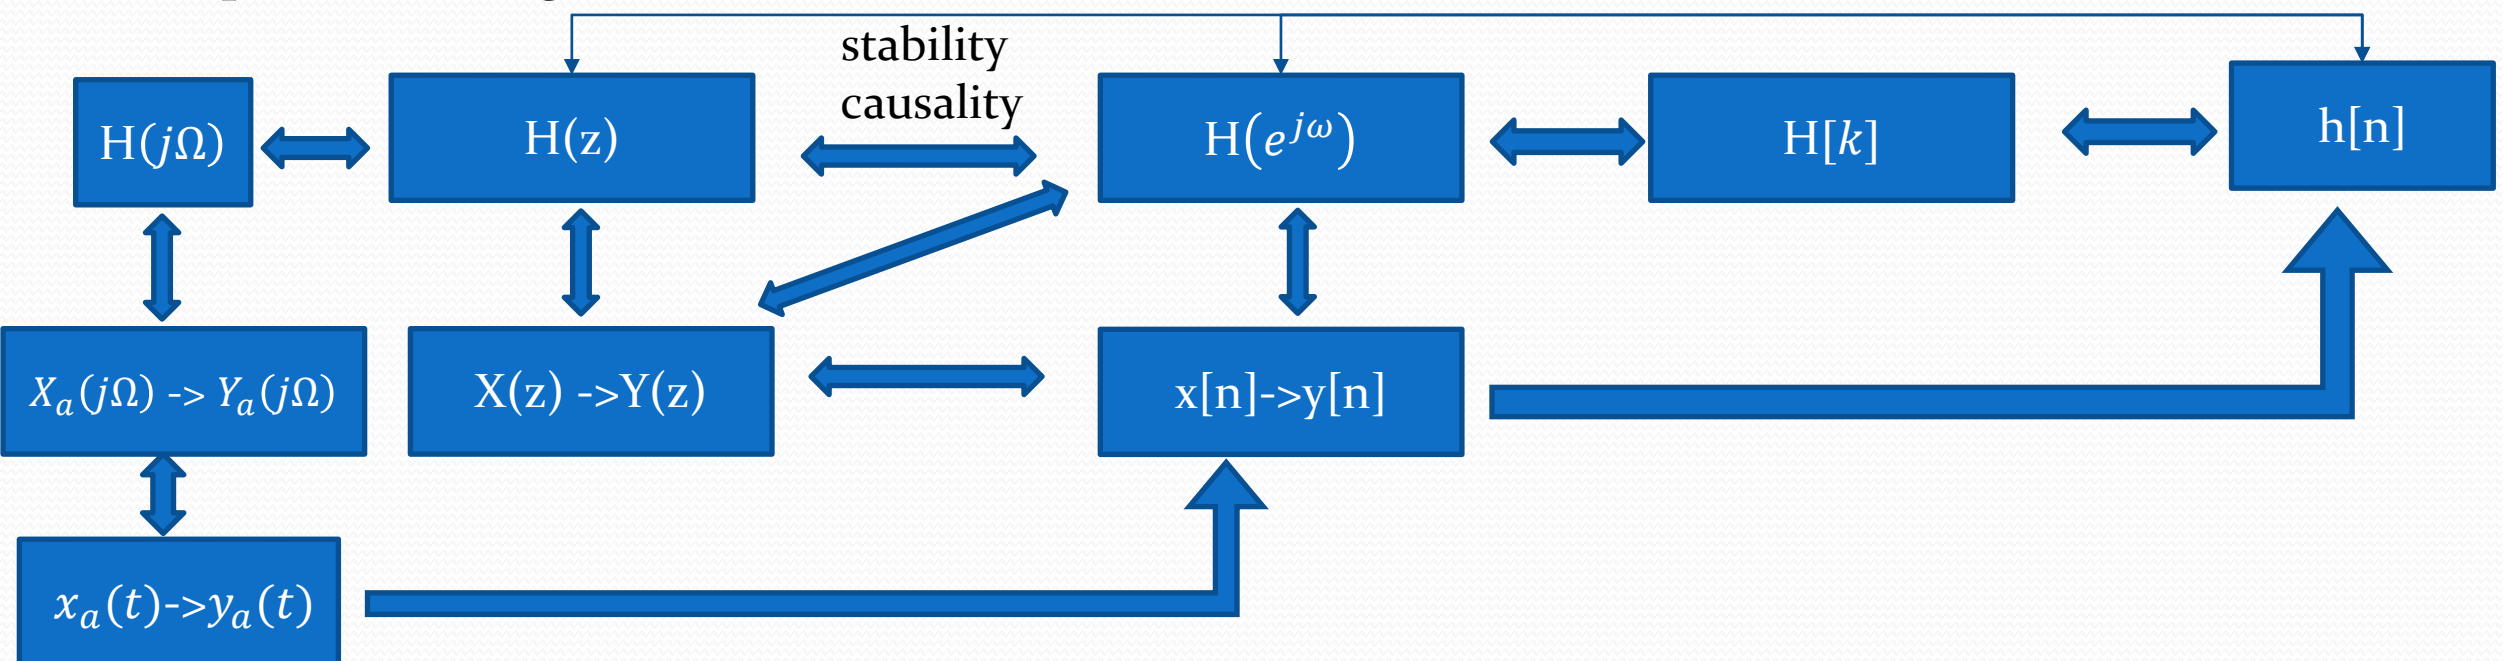 stability
causality
H(jΩ)
H(z)
H(e^{jω})
H[k]
h[n]
X_a(jΩ) -> Y_a(jΩ)
X(z) ->Y(z)
x[n]->y[n]
x_a(t)->y_a(t)